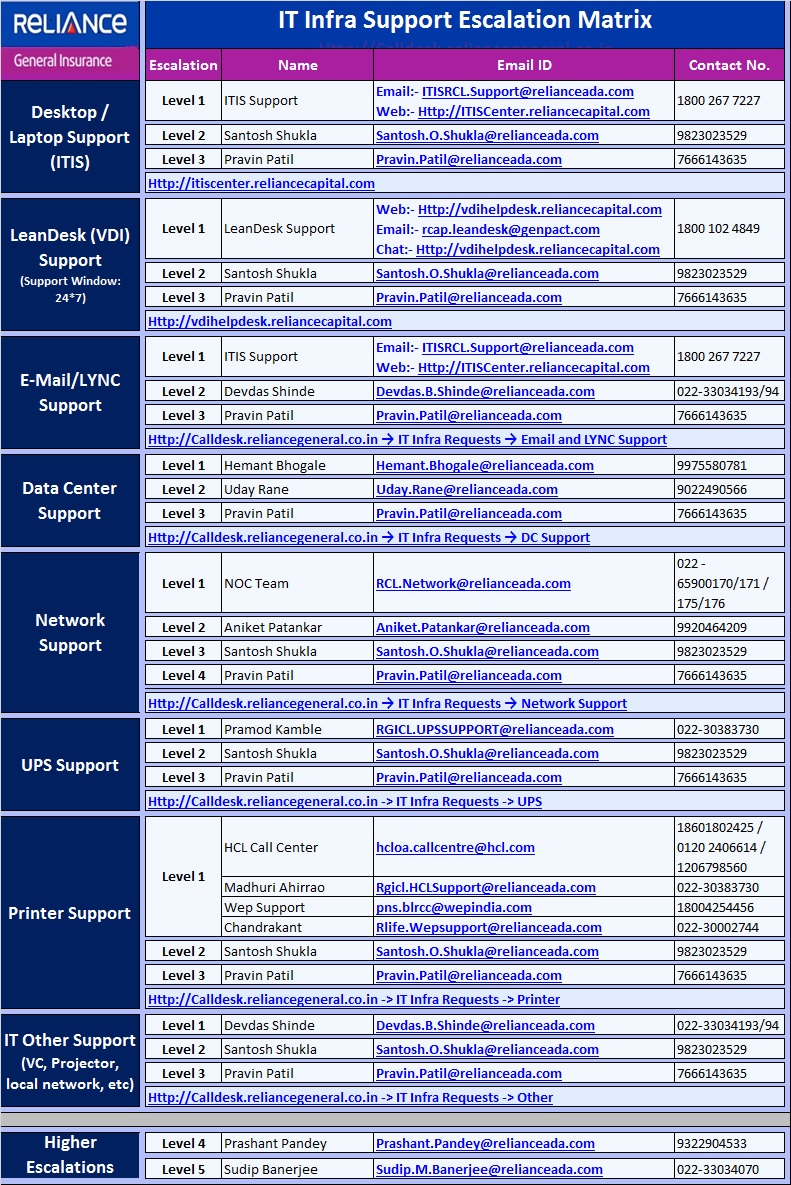 RELIANCE
General Insurance
IT Infra Support Escalation Matrix
Escalation Name Email ID Contact No.
Desktop /
Laptop Support
(ITIS)
Level 1 ITIS Support Email:- ITISRCL.Support@relianceada.com 1800 267 7227
Web:- Http://ITISCenter.reliancecapital.com
Level 2 Santosh Shukla Santosh.O.Shukla@relianceada.com 9823023529
Level 3 Pravin Patil Pravin.Patil@relianceada.com 7666143635
Http://itiscenter.reliancecapital.com
LeanDesk (VDI)
Support
(Support Window:
24*7)
Level 1 LeanDesk Support Web:- Http://vdihelpdesk.reliancecapital.com 1800 102 4849
Email:- rcap.leandesk@genpact.com
Chat:- Http://vdihelpdesk.reliancecapital.com
Level 2 Santosh Shukla Santosh.O.Shukla@relianceada.com 9823023529
Level 3 Pravin Patil Pravin.Patil@relianceada.com 7666143635
Http://vdihelpdesk.reliancecapital.com
E-Mail/LYNC
Support
Level 1 ITIS Support Email:- ITISRCL.Support@relianceada.com 1800 267 7227
Web:- Http://ITISCenter.reliancecapital.com
Level 2 Devdas Shinde Devdas.B.Shinde@relianceada.com 022-33034193/94
Level 3 Pravin Patil Pravin.Patil@relianceada.com 7666143635
Http://Calldesk.reliancegeneral.co.in → IT Infra Requests → Email and LYNC Support
Data Center
Support
Level 1 Hemant Bhogale Hemant.Bhogale@relianceada.com 9975580781
Level 2 Uday Rane Uday.Rane@relianceada.com 9022490566
Level 3 Pravin Patil Pravin.Patil@relianceada.com 7666143635
Http://Calldesk.reliancegeneral.co.in → IT Infra Requests → DC Support
Network
Support
Level 1 NOC Team RCL.Network@relianceada.com 022 -
65900170/171 /
175/176
Level 2 Aniket Patankar Aniket.Patankar@relianceada.com 9920464209
Level 3 Santosh Shukla Santosh.O.Shukla@relianceada.com 9823023529
Level 4 Pravin Patil Pravin.Patil@relianceada.com 7666143635
Http://Calldesk.reliancegeneral.co.in → IT Infra Requests → Network Support
UPS Support
Level 1 Pramod Kamble RGICL.UPSSUPPORT@relianceada.com 022-30383730
Level 2 Santosh Shukla Santosh.O.Shukla@relianceada.com 9823023529
Level 3 Pravin Patil Pravin.Patil@relianceada.com 7666143635
Http://Calldesk.reliancegeneral.co.in -> IT Infra Requests -> UPS
Printer Support
Level 1 HCL Call Center hcloa.callcentre@hcl.com 18601802425 /
0120 2406614 /
1206798560
Madhuri Ahirrao Rgicl.HCLSupport@relianceada.com 022-30383730
Wep Support pns.blrcc@wepindia.com 18004254456
Chandrakant Rlife.Wepsupport@relianceada.com 022-30002744
Level 2 Santosh Shukla Santosh.O.Shukla@relianceada.com 9823023529
Level 3 Pravin Patil Pravin.Patil@relianceada.com 7666143635
Http://Calldesk.reliancegeneral.co.in -> IT Infra Requests -> Printer
IT Other Support
(VC, Projector,
local network, etc)
Level 1 Devdas Shinde Devdas.B.Shinde@relianceada.com 022-33034193/94
Level 2 Santosh Shukla Santosh.O.Shukla@relianceada.com 9823023529
Level 3 Pravin Patil Pravin.Patil@relianceada.com 7666143635
Http://Calldesk.reliancegeneral.co.in -> IT Infra Requests -> Other
Higher
Escalations
Level 4 Prashant Pandey Prashant.Pandey@relianceada.com 9322904533
Level 5 Sudip Banerjee Sudip.M.Banerjee@relianceada.com 022-33034070